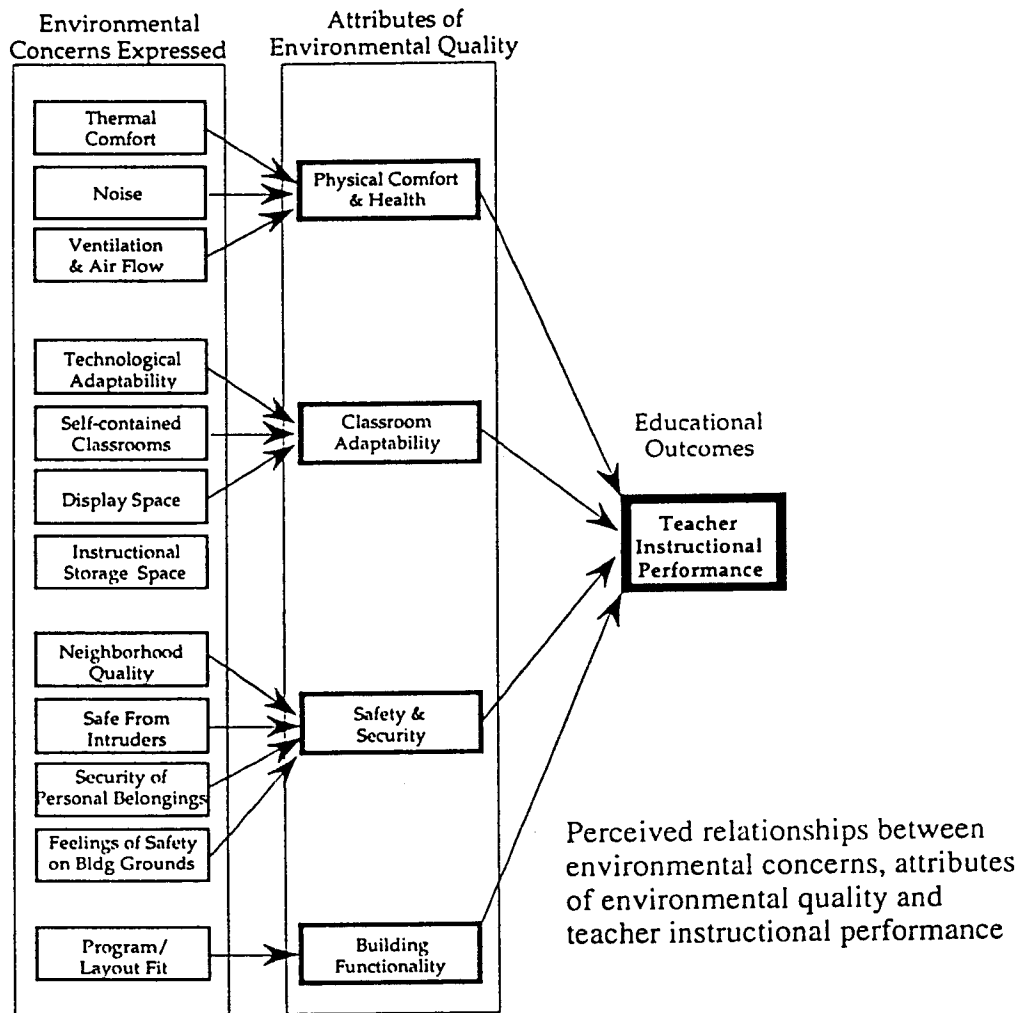 Environmental
Concerns Expressed
Attributes of
Environmental Quality
Thermal
Comfort
Noise
Ventilation
& Air Flow
Physical Comfort
& Health
Technological
Adaptability
Self-contained
Classrooms
Display Space
Instructional
Storage Space
Classroom
Adaptability
Neighborhood
Quality
Safe From
Intruders
Security of
Personal Belongings
Feelings of Safety
on Bldg Grounds
Safety &
Security
Program/
Layout Fit
Building
Functionality
Educational
Outcomes
Teacher
Instructional
Performance
Perceived relationships between
environmental concerns, attributes
of environmental quality and
teacher instructional performance